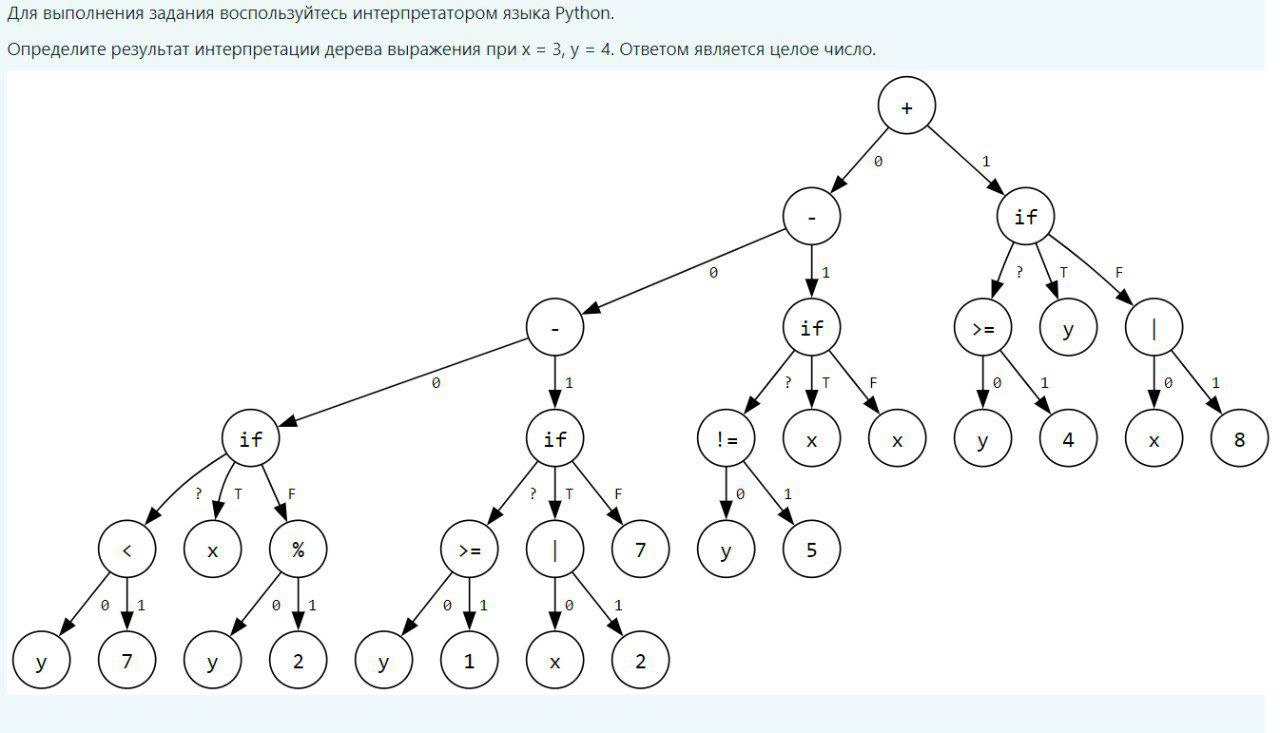 Для выполнения задания воспользуйтесь интерпретатором языка Python.
Определите результат интерпретации дерева выражения при x = 3, y = 4. Ответом является целое число.
+
0 1
- if
0 1 ? T F
- if >= y |
0 1 ? T F 0 1 0 1
if if != x x y 4 x 8
? T F ? T F 0 1
< x % >= | 7 y 5
0 1 0 1 0 1 0 1
y 7 y 2 y 1 x 2